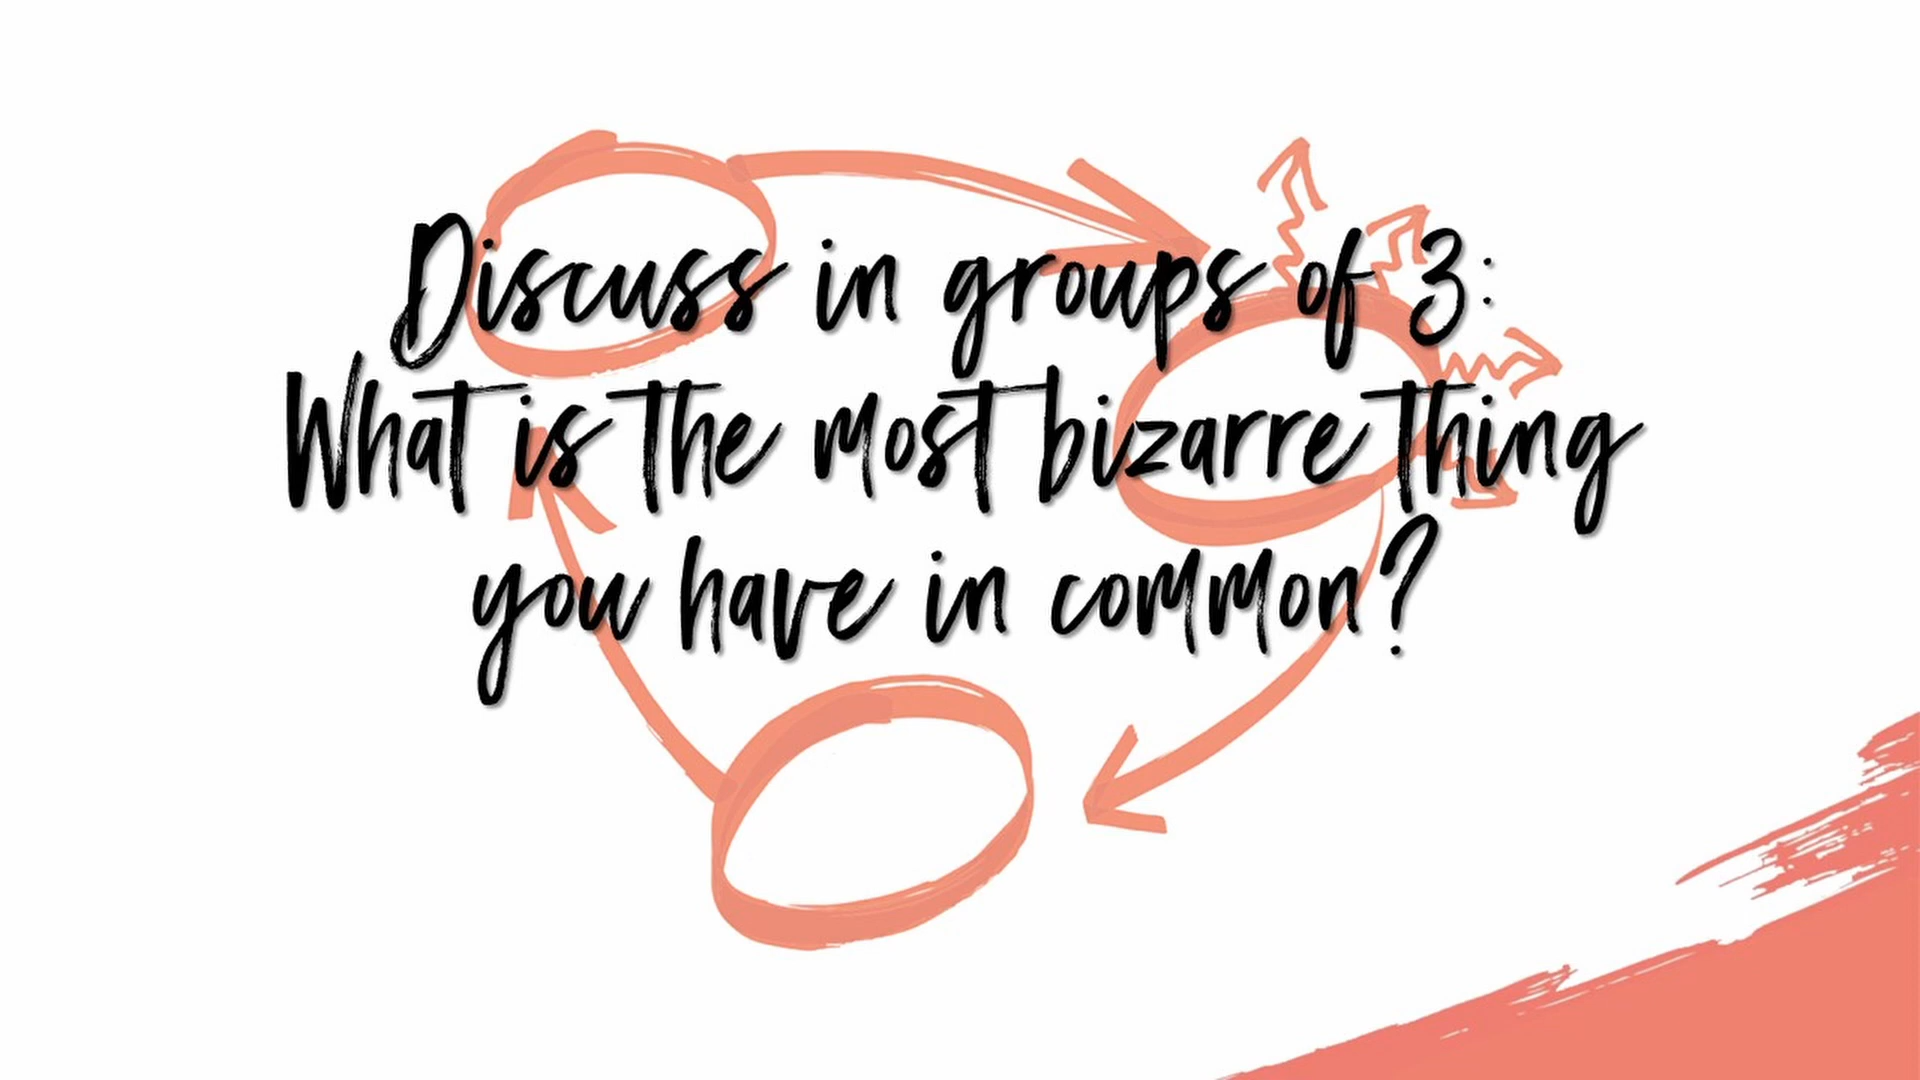 Discuss in groups of 3:
What is the most bizarre thing
you have in common?